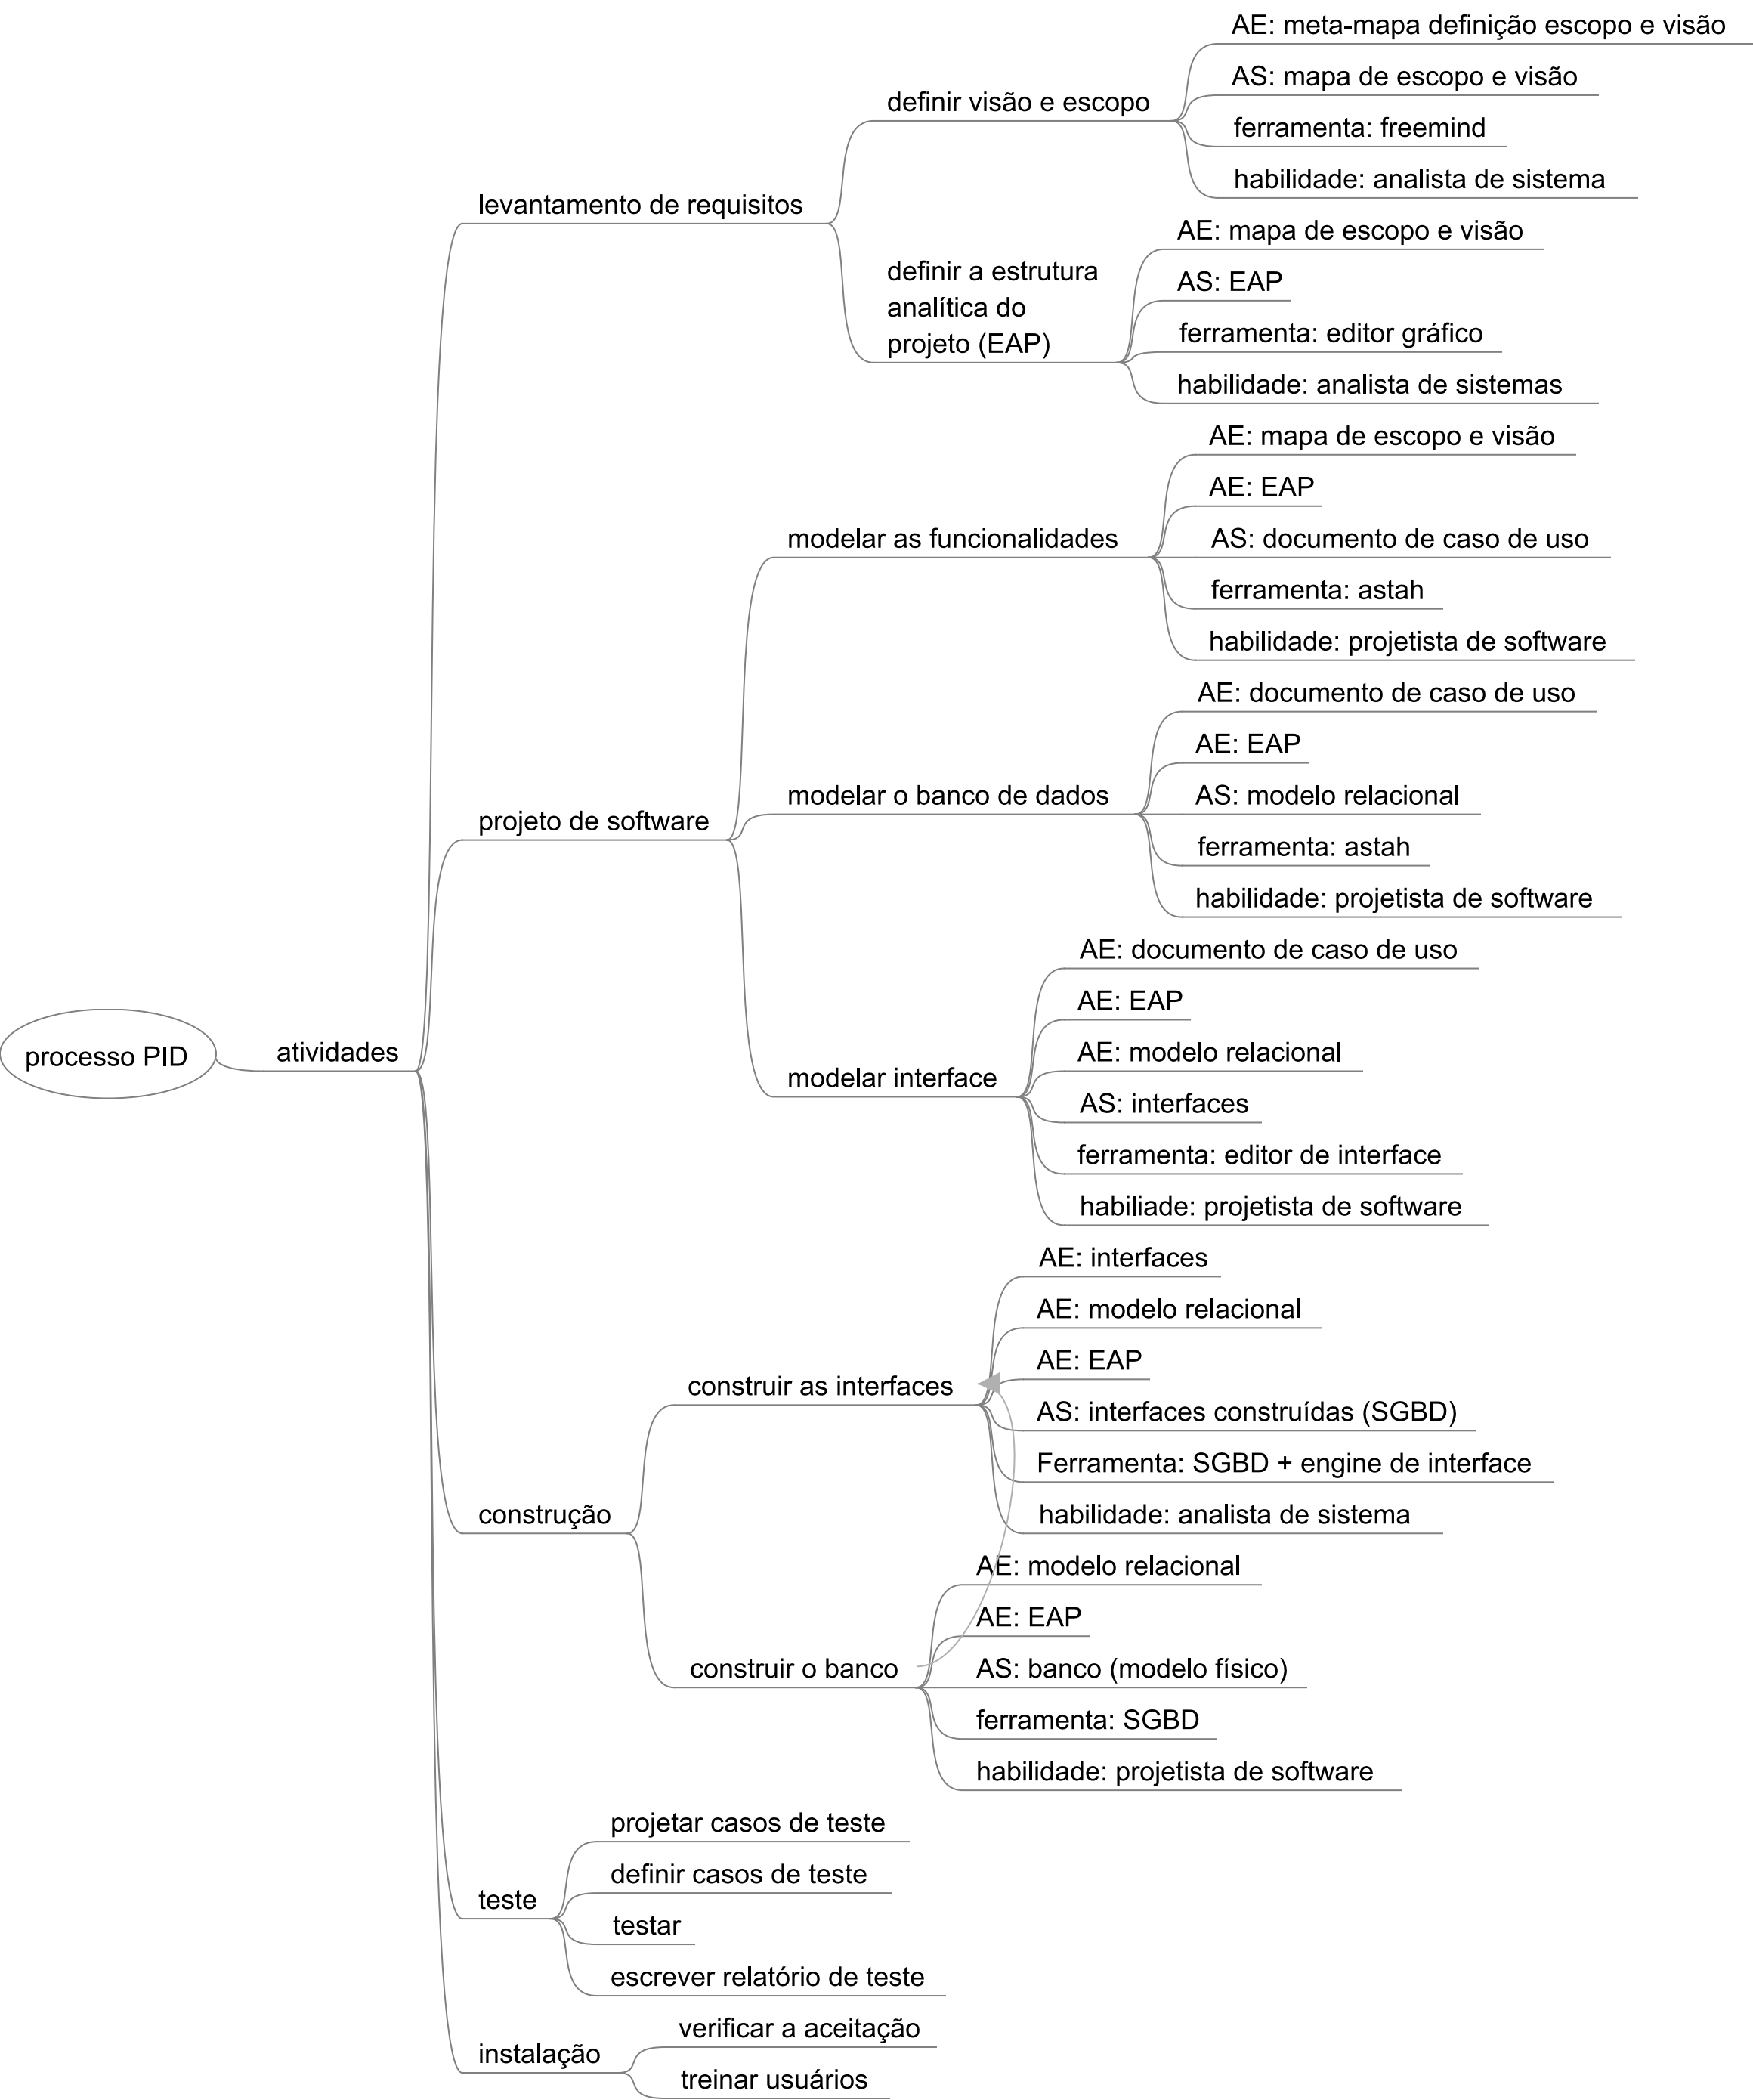 processo PID
atividades
levantamento de requisitos
definir visão e escopo
AE: meta-mapa definição escopo e visão
AS: mapa de escopo e visão
ferramenta: freemind
habilidade: analista de sistema
definir a estrutura
analítica do
projeto (EAP)
AE: mapa de escopo e visão
AS: EAP
ferramenta: editor gráfico
habilidade: analista de sistemas
projeto de software
modelar as funcionalidades
AE: mapa de escopo e visão
AE: EAP
AS: documento de caso de uso
ferramenta: astah
habilidade: projetista de software
modelar o banco de dados
AE: documento de caso de uso
AE: EAP
AS: modelo relacional
ferramenta: astah
habilidade: projetista de software
modelar interface
AE: documento de caso de uso
AE: EAP
AE: modelo relacional
AS: interfaces
ferramenta: editor de interface
habiliade: projetista de software
construção
construir as interfaces
AE: interfaces
AE: modelo relacional
AE: EAP
AS: interfaces construídas (SGBD)
Ferramenta: SGBD + engine de interface
habilidade: analista de sistema
construir o banco
AE: modelo relacional
AE: EAP
AS: banco (modelo físico)
ferramenta: SGBD
habilidade: projetista de software
teste
projetar casos de teste
definir casos de teste
testar
escrever relatório de teste
instalação
verificar a aceitação
treinar usuários